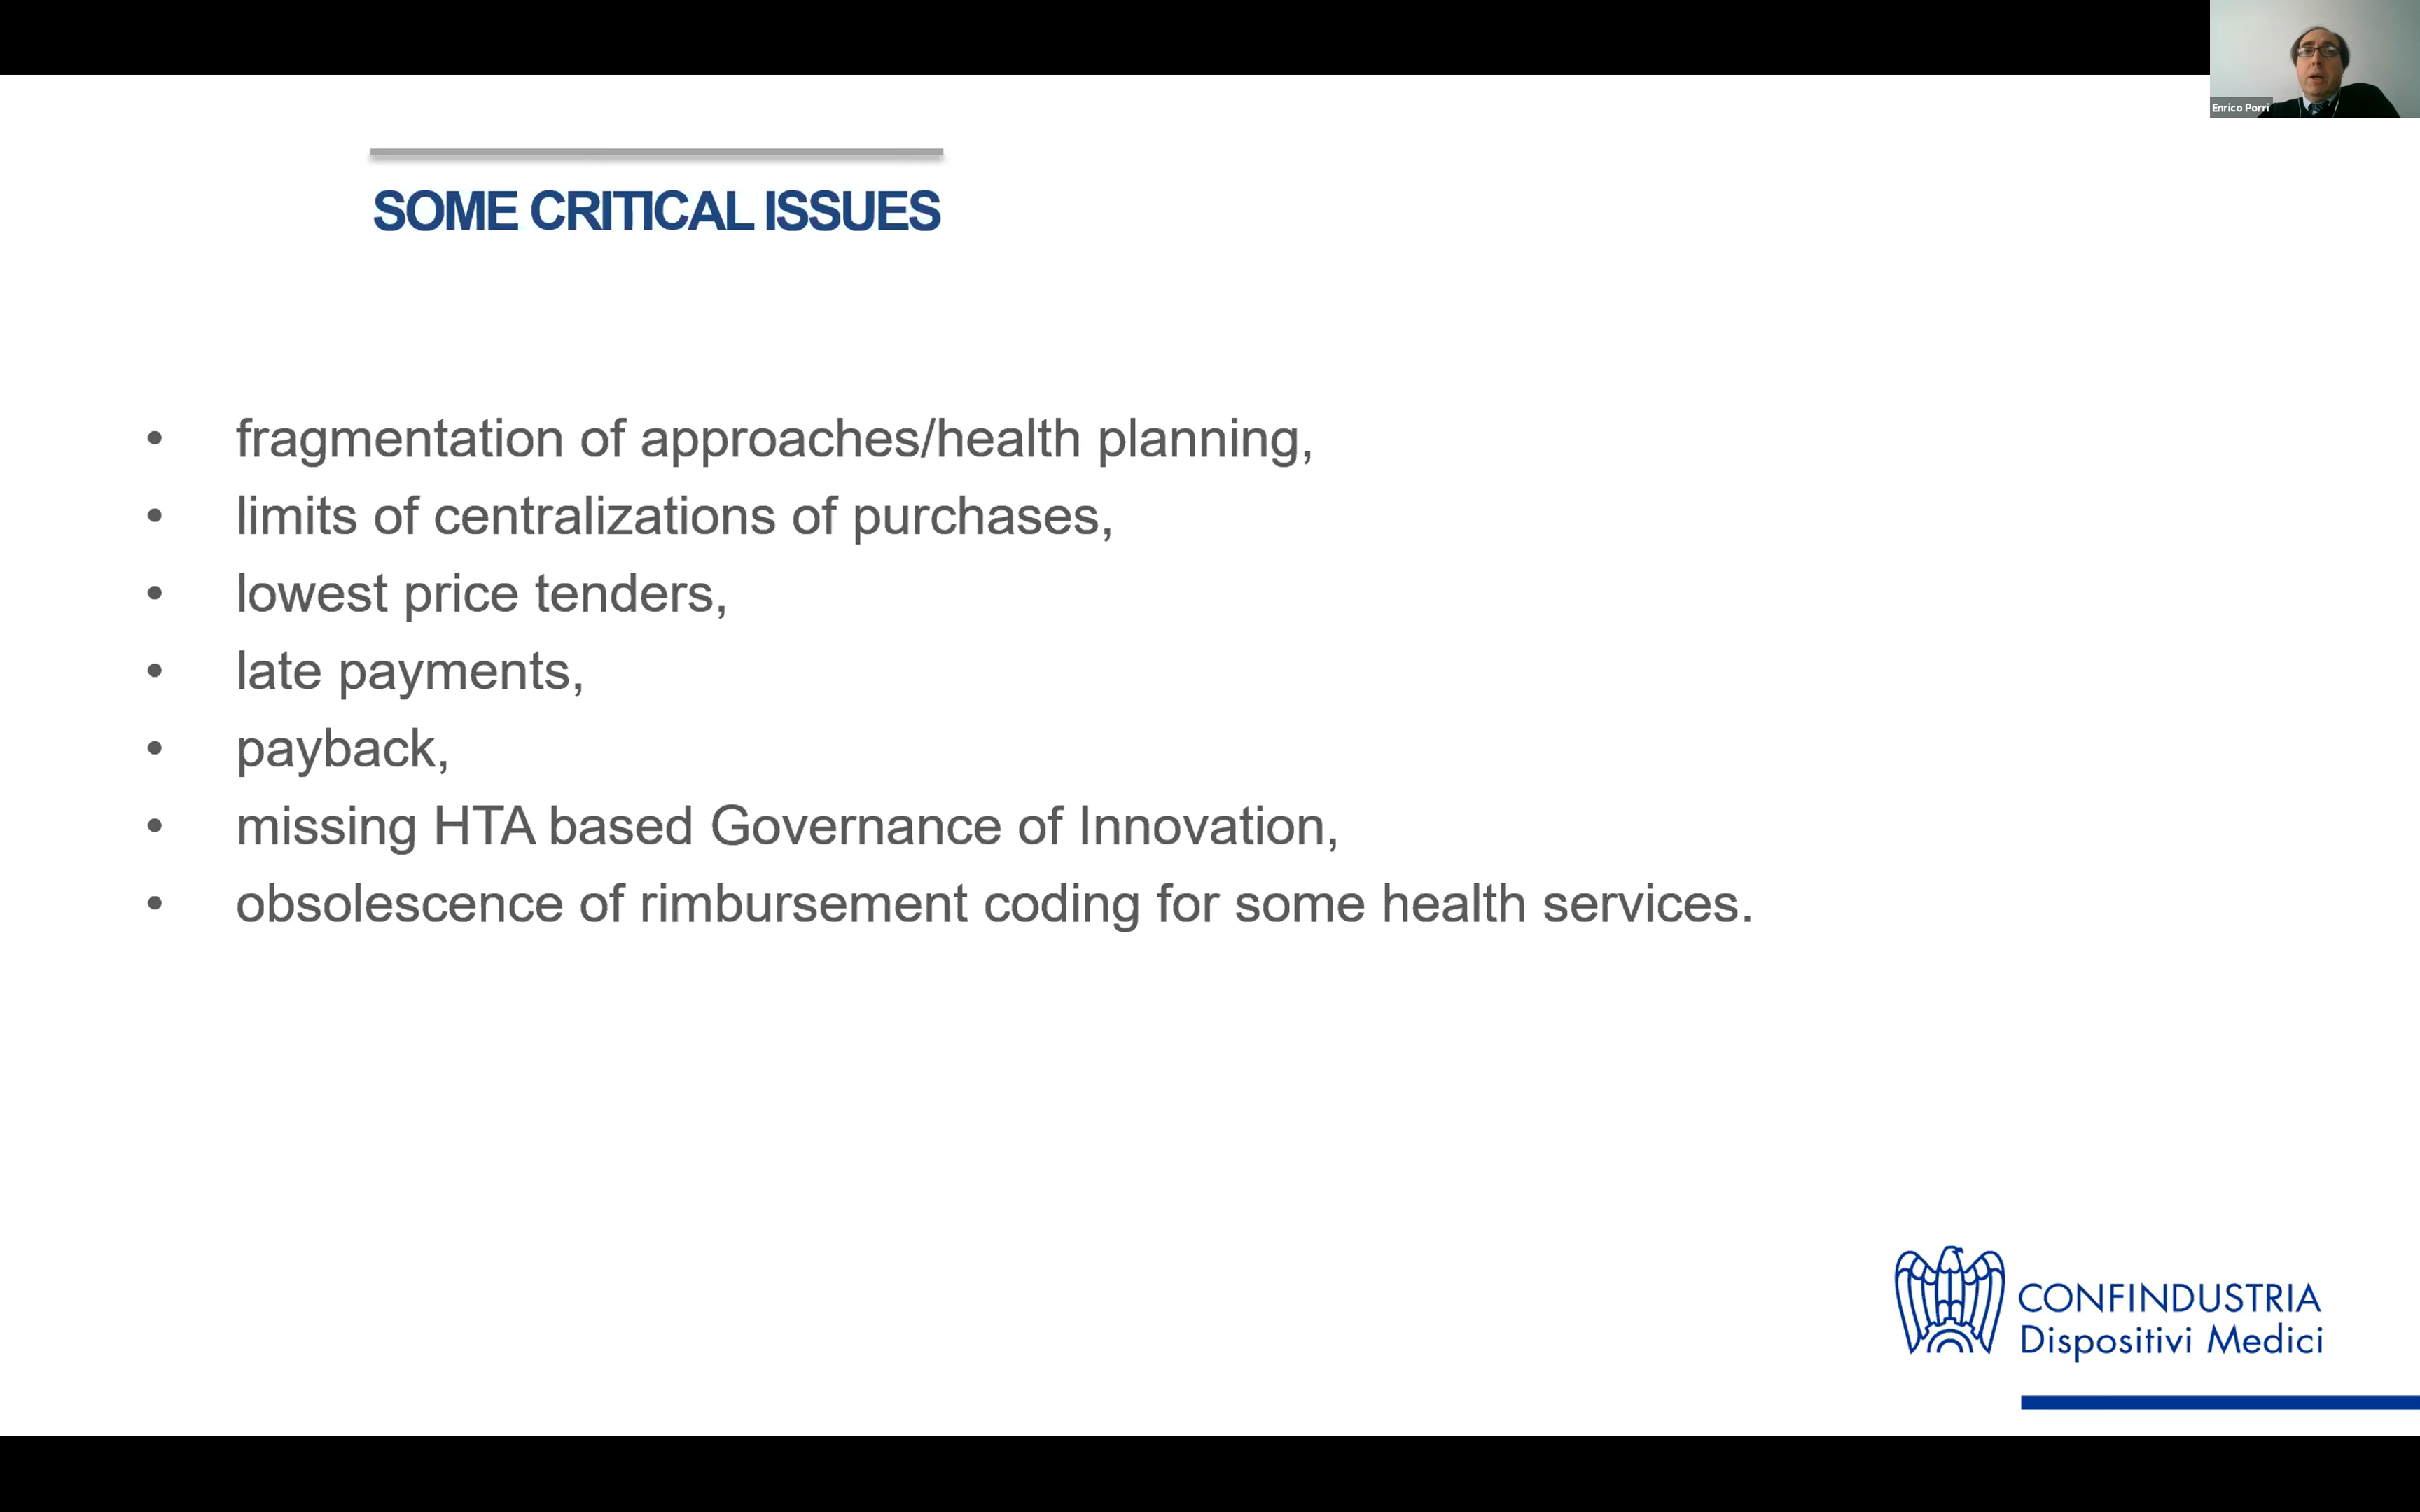 Enrico Porri
SOME CRITICAL ISSUES
• fragmentation of approaches/health planning,
• limits of centralizations of purchases,
• lowest price tenders,
• late payments,
• payback,
• missing HTA based Governance of Innovation,
• obsolescence of rimbursement coding for some health services.
CONFINDUSTRIA
Dispositivi Medici